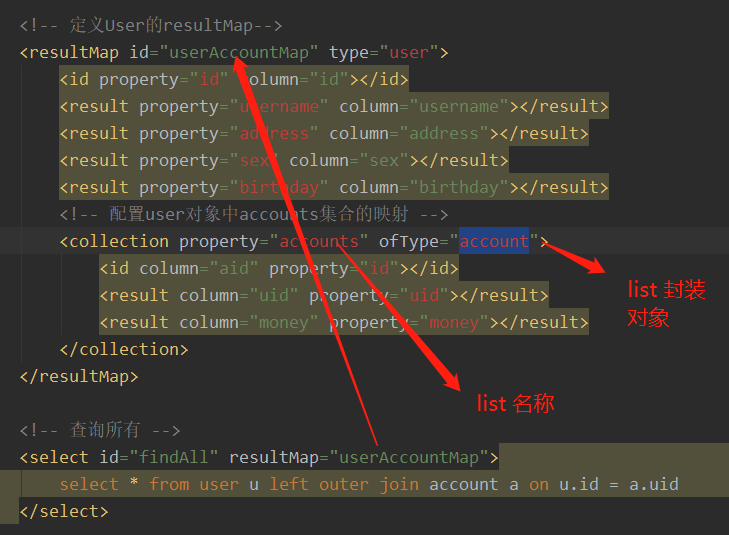 <!-- 定义User的resultMap-->
<resultMap id="userAccountMap" type="user">
<id property="id" column="id"></id>
<result property="username" column="username"></result>
<result property="address" column="address"></result>
<result property="sex" column="sex"></result>
<result property="birthday" column="birthday"></result>
<!-- 配置user对象中accounts集合的映射 -->
<collection property="accounts" ofType="account">
<id column="aid" property="id"></id>
<result column="uid" property="uid"></result>
<result column="money" property="money"></result>
</collection>
</resultMap>
list 封装
对象
list 名称
<!-- 查询所有 -->
<select id="findAll" resultMap="userAccountMap">
select * from user u left outer join account a on u.id = a.uid
</select>